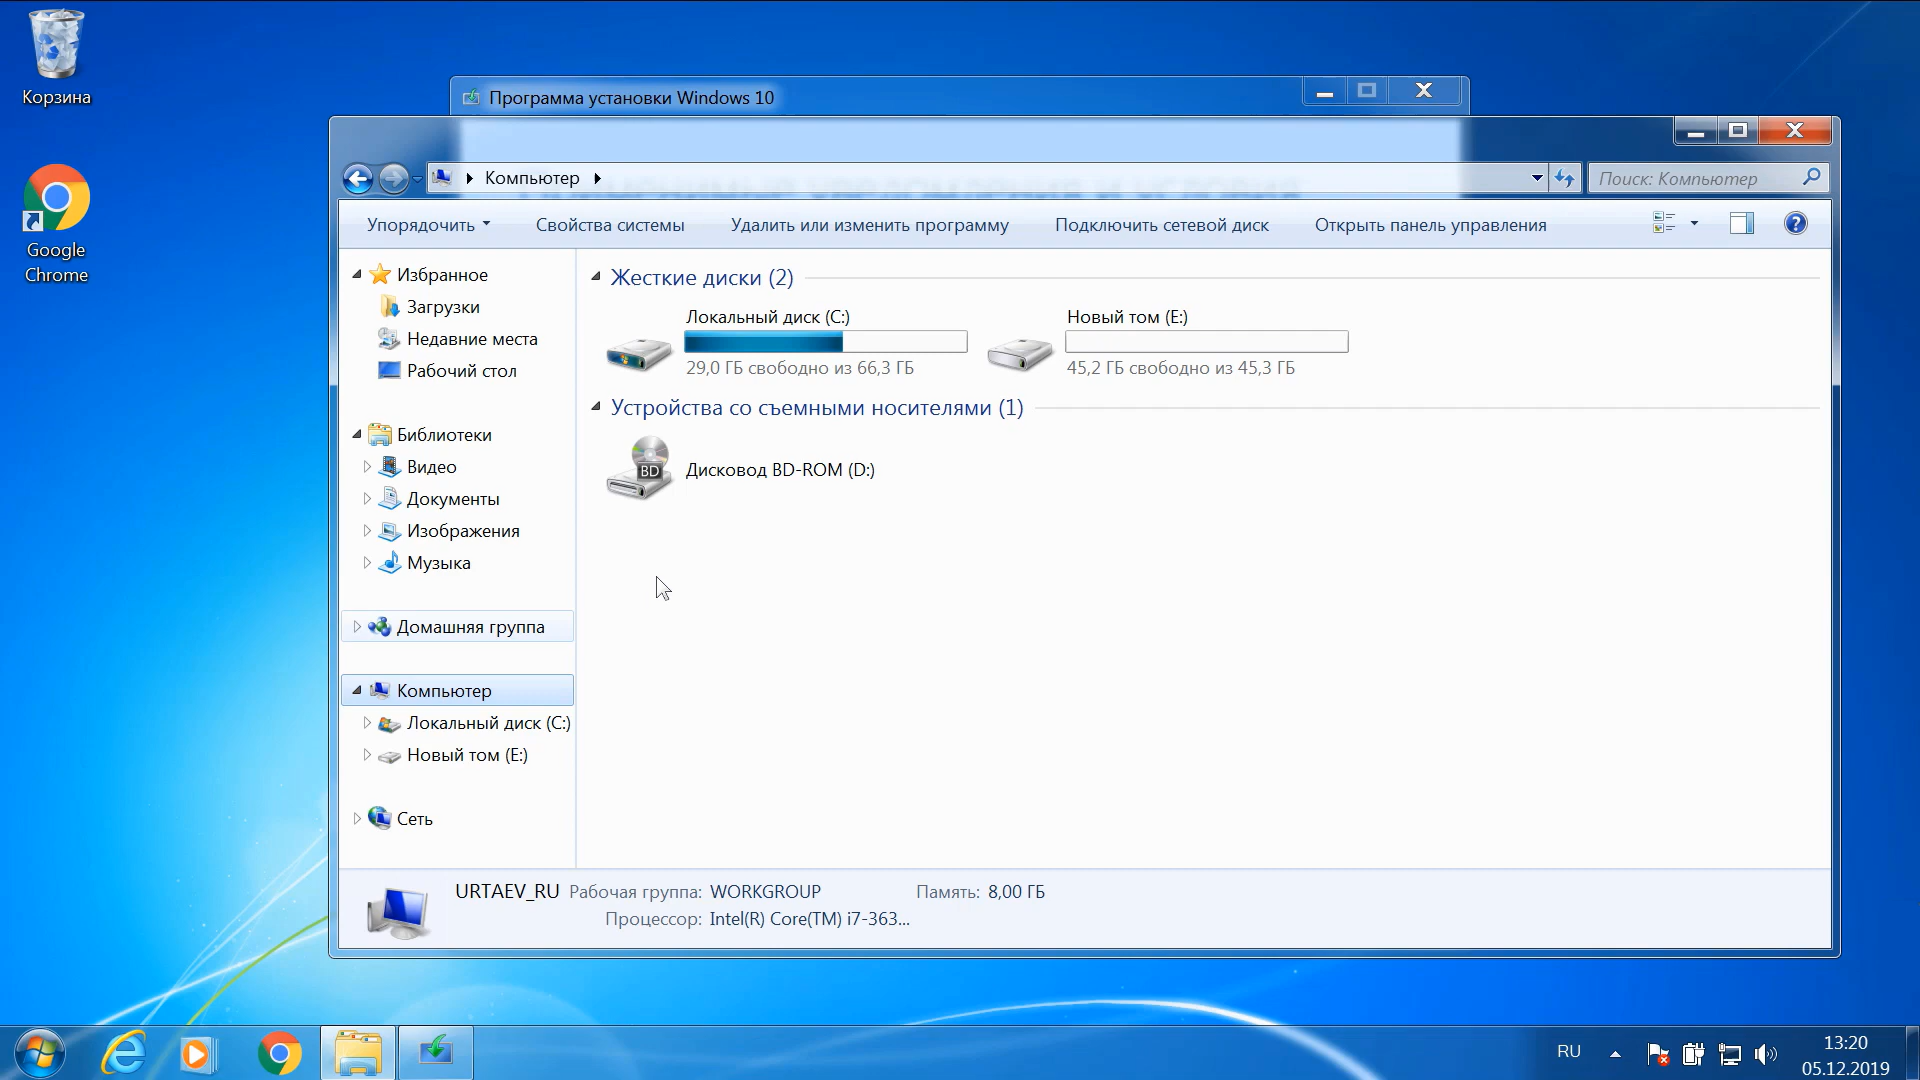 Корзина
Google
Chrome
Программа установки Windows 10
Компьютер
Поиск: Компьютер
Упорядочить
Свойства системы
Удалить или изменить программу
Подключить сетевой диск
Открыть панель управления
Избранное
Загрузки
Недавние места
Рабочий стол
Библиотеки
Видео
Документы
Изображения
Музыка
Домашняя группа
Компьютер
Локальный диск (C:)
Новый том (E:)
Сеть
Жесткие диски (2)
Локальный диск (C:)
29,0 ГБ свободно из 66,3 ГБ
Новый том (E:)
45,2 ГБ свободно из 45,3 ГБ
Устройства со съемными носителями (1)
BD
Дисковод BD-ROM (D:)
URTAEV_RU Рабочая группа: WORKGROUP Память: 8,00 ГБ
Процессор: Intel(R) Core(TM) i7-363...
RU
13:20
05.12.2019